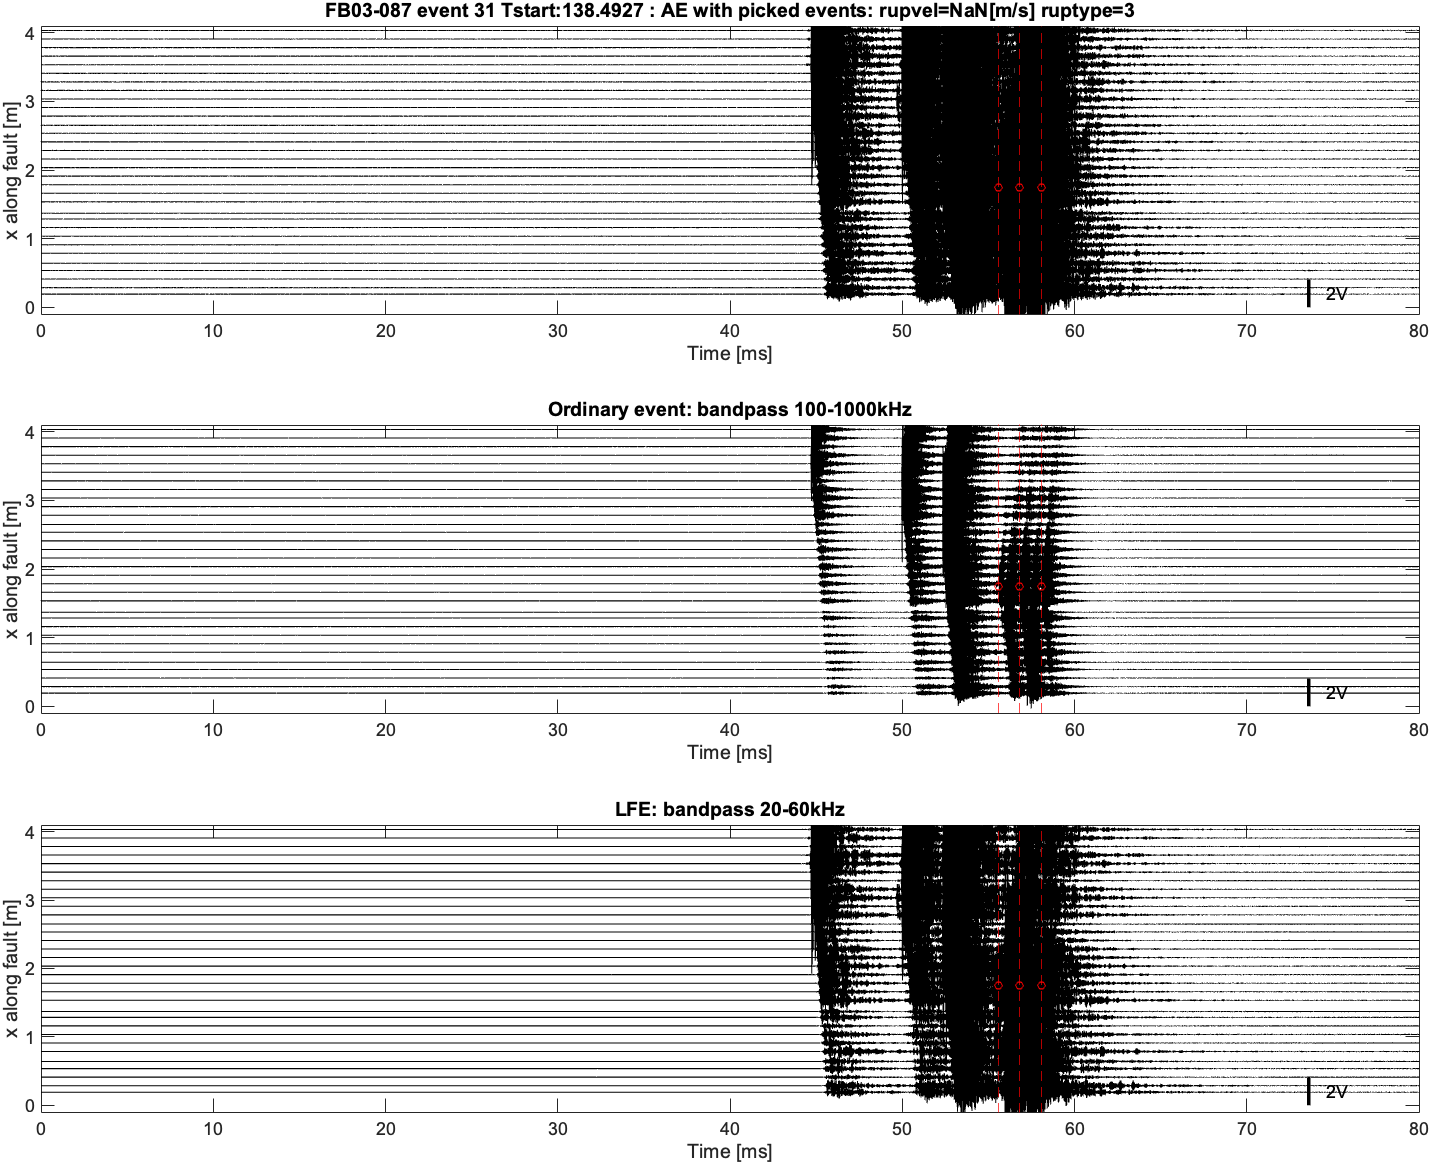 FB03-087 event 31 Tstart:138.4927 : AE with picked events: rupvel=NaN[m/s] ruptype=3
4
3
2
1
0
x along fault [m]
2V
0 10 20 30 40 50 60 70 80
Time [ms]
Ordinary event: bandpass 100-1000kHz
4
3
2
1
0
x along fault [m]
2V
0 10 20 30 40 50 60 70 80
Time [ms]
LFE: bandpass 20-60kHz
4
3
2
1
0
x along fault [m]
2V
0 10 20 30 40 50 60 70 80
Time [ms]